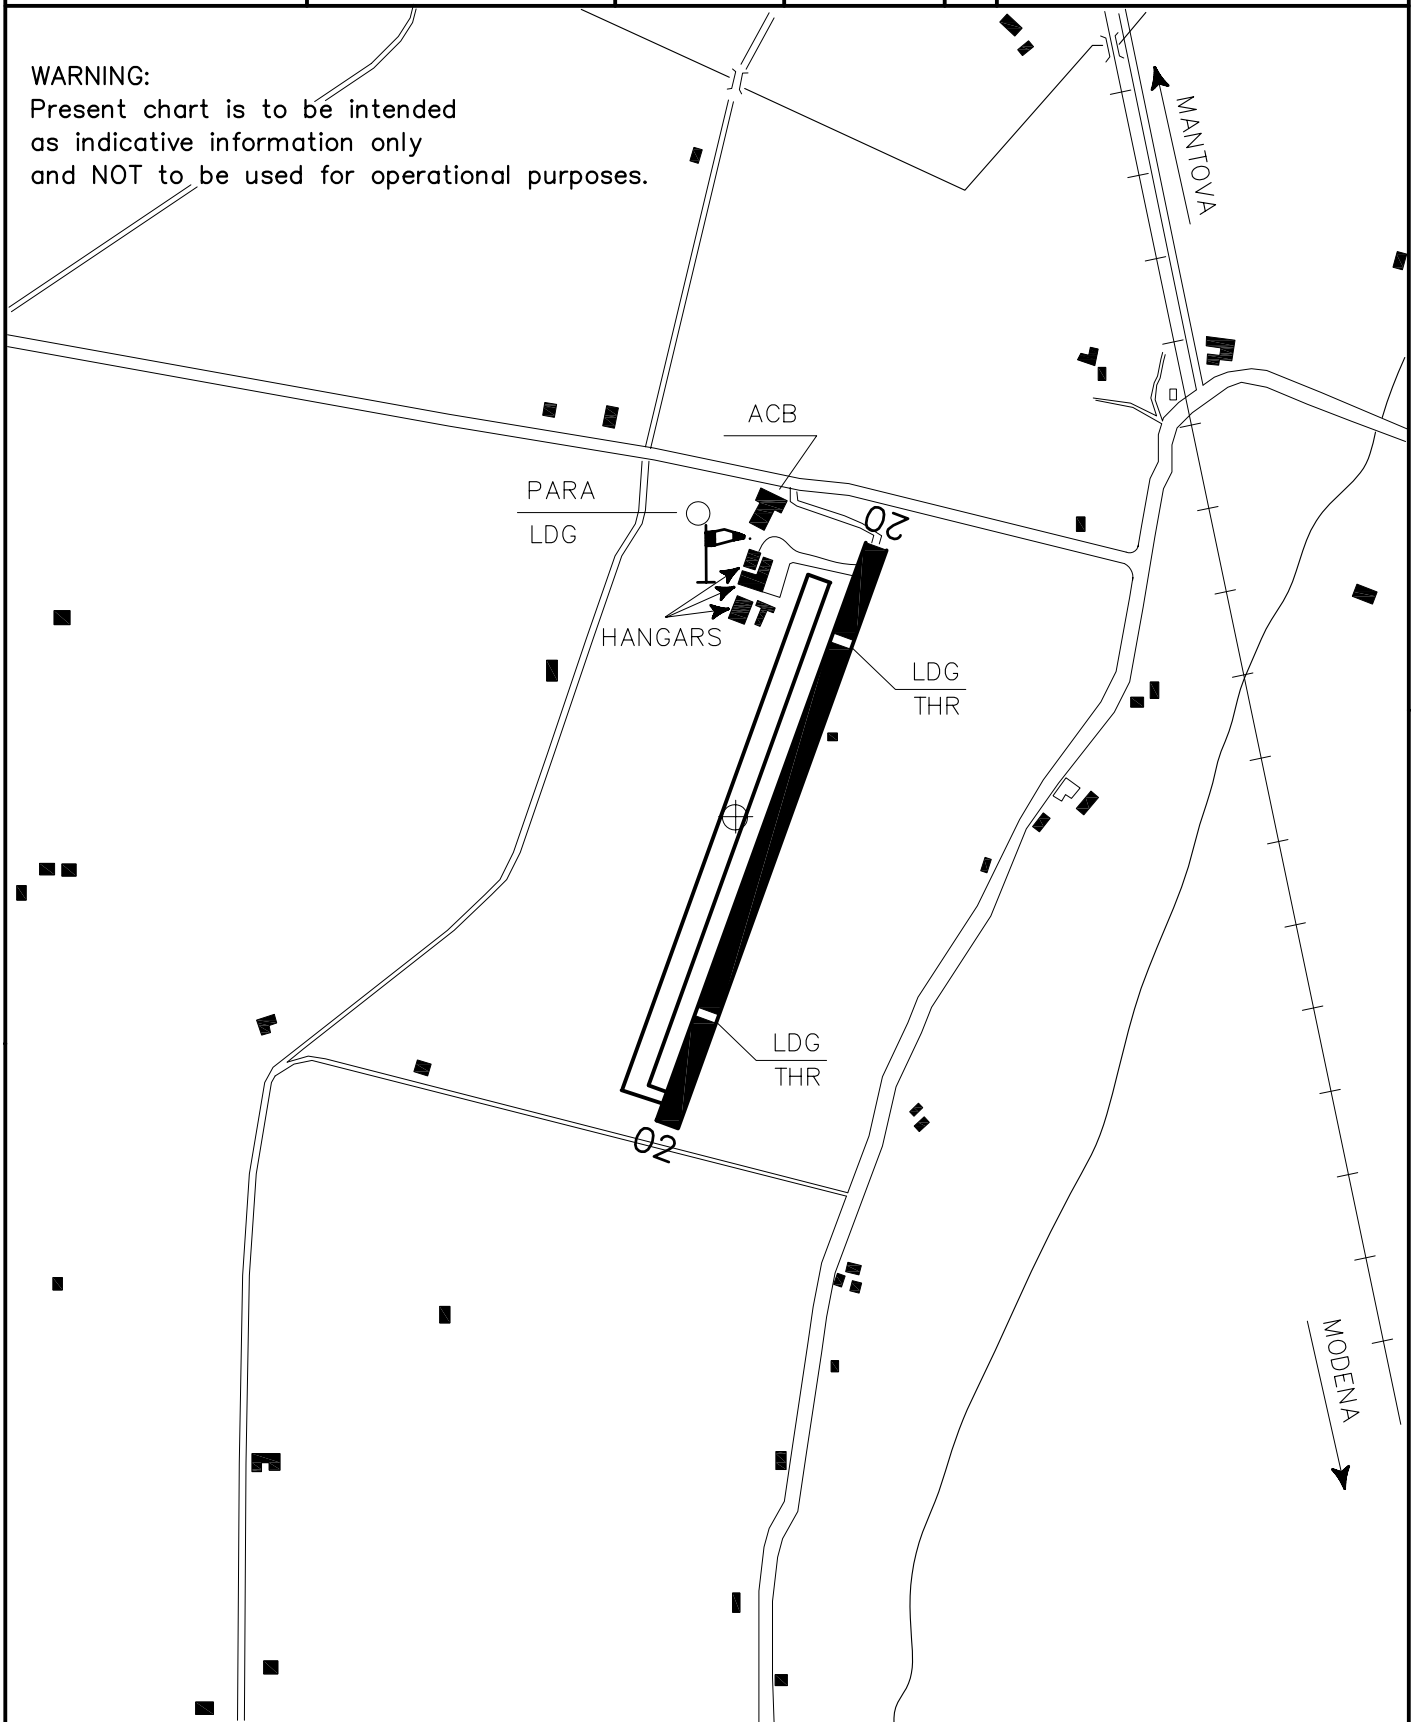 WARNING:
Present chart is to be intended
as indicative information only
and NOT to be used for operational purposes.
MANTOVA
ACB
PARA
LDG
20
HANGARS
LDG
THR
LDG
THR
02
MODENA